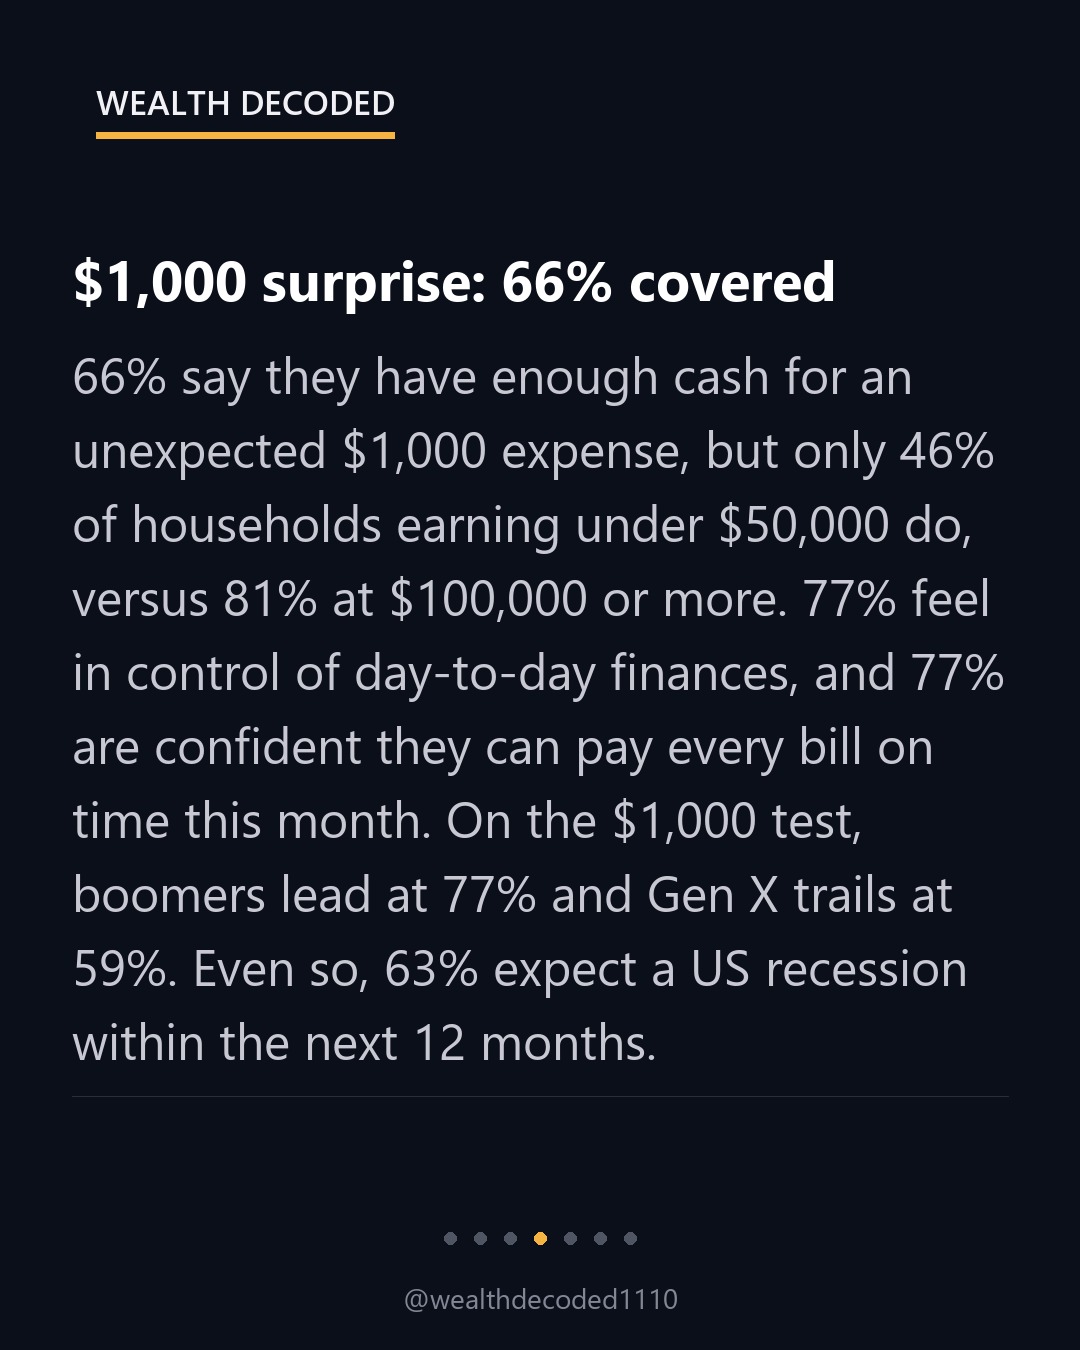 WEALTH DECODED
$1,000 surprise: 66% covered
66% say they have enough cash for an
unexpected $1,000 expense, but only 46%
of households earning under $50,000 do,
versus 81% at $100,000 or more. 77% feel
in control of day-to-day finances, and 77%
are confident they can pay every bill on
time this month. On the $1,000 test,
boomers lead at 77% and Gen X trails at
59%. Even so, 63% expect a US recession
within the next 12 months.
@wealthdecoded1110